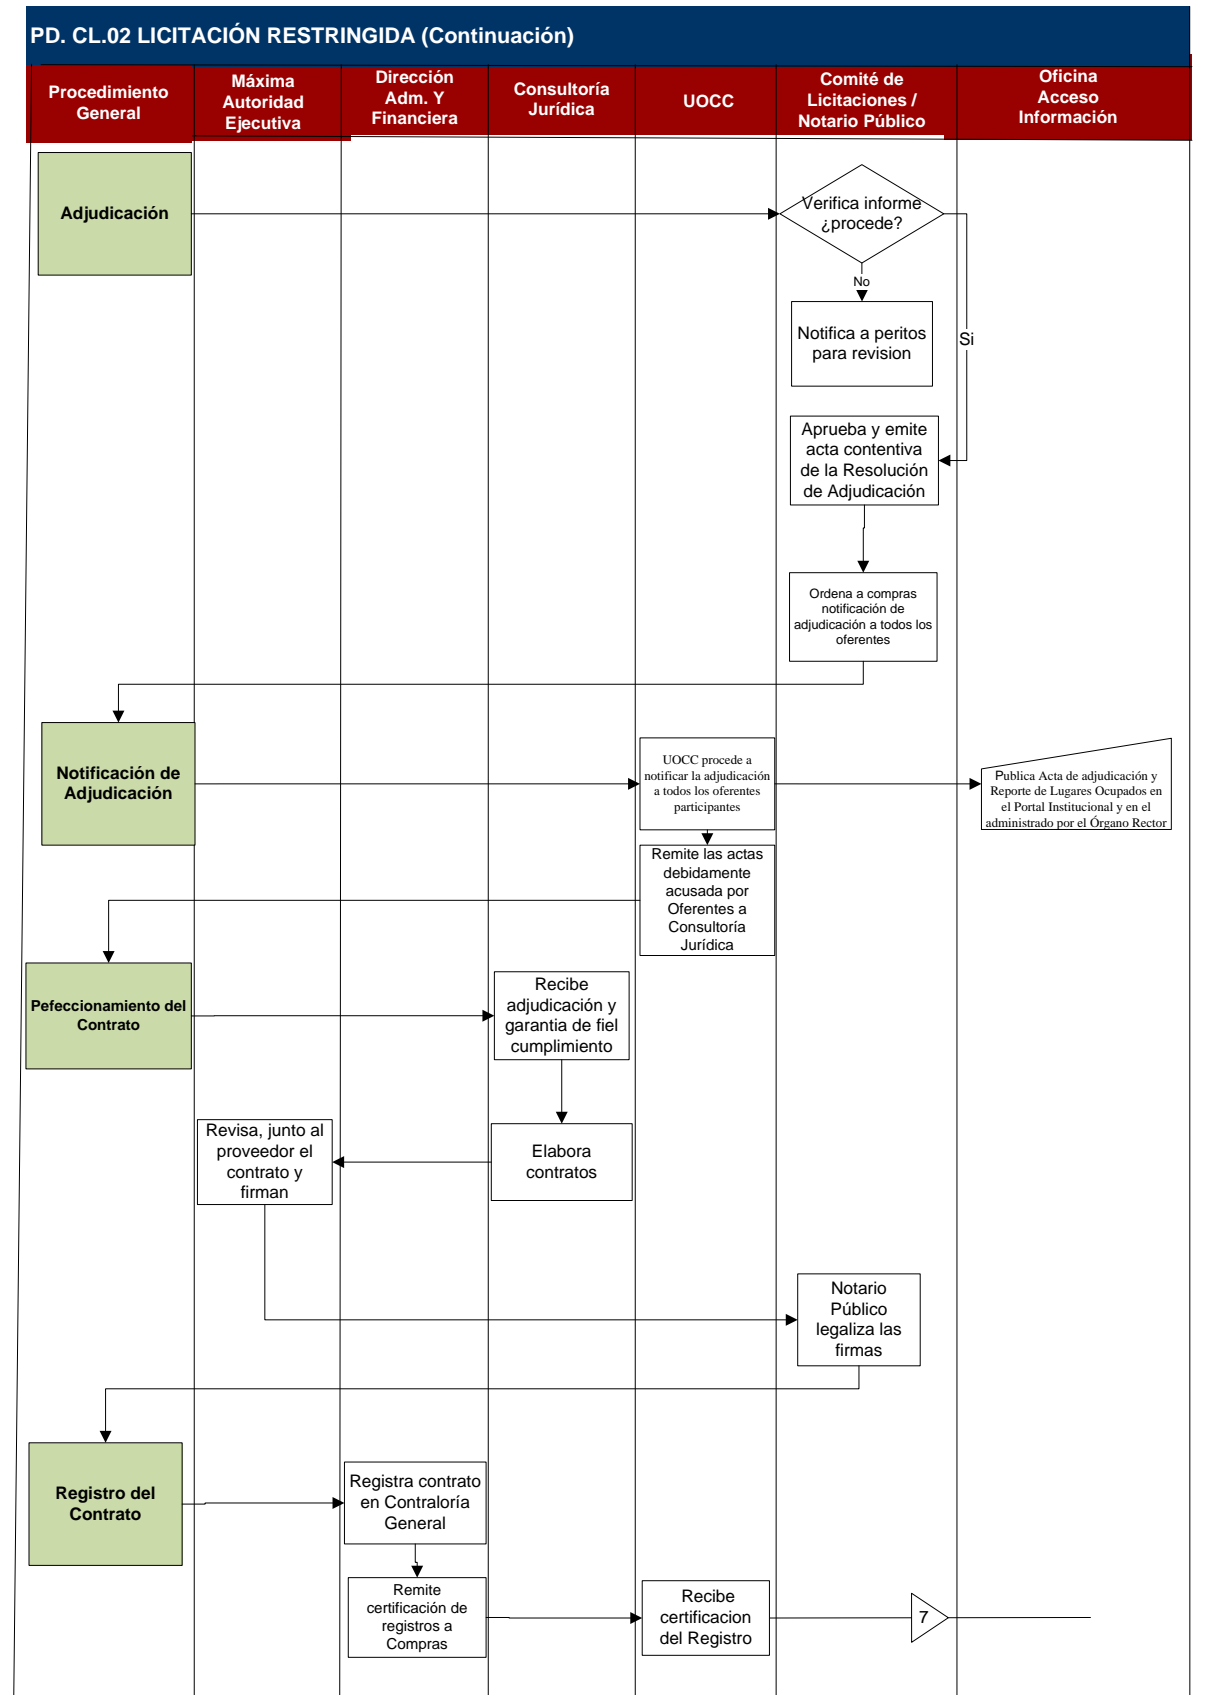 PD. CL.02 LICITACIÓN RESTRINGIDA (Continuación)
Procedimiento
General
Máxima
Autoridad
Ejecutiva
Dirección
Adm. Y
Financiera
Consultoría
Jurídica
UOCC
Comité de
Licitaciones /
Notario Público
Oficina
Acceso
Información
Adjudicación
Verifica informe
¿procede?
No
Si
Notifica a peritos
para revision
Aprueba y emite
acta contentiva
de la Resolución
de Adjudicación
Ordena a compras
notificación de
adjudicación a todos los
oferentes
Notificación de
Adjudicación
UOCC procede a
notificar la adjudicación
a todos los oferentes
participantes
Publica Acta de adjudicación y
Reporte de Lugares Ocupados en
el Portal Institucional y en el
administrado por el Órgano Rector
Remite las actas
debidamente
acusada por
Oferentes a
Consultoría
Jurídica
Pefeccionamiento del
Contrato
Recibe
adjudicación y
garantia de fiel
cumplimiento
Revisa, junto al
proveedor el
contrato y
firman
Elabora
contratos
Notario
Público
legaliza las
firmas
Registro del
Contrato
Registra contrato
en Contraloría
General
Remite
certificación de
registros a
Compras
Recibe
certificacion
del Registro
7